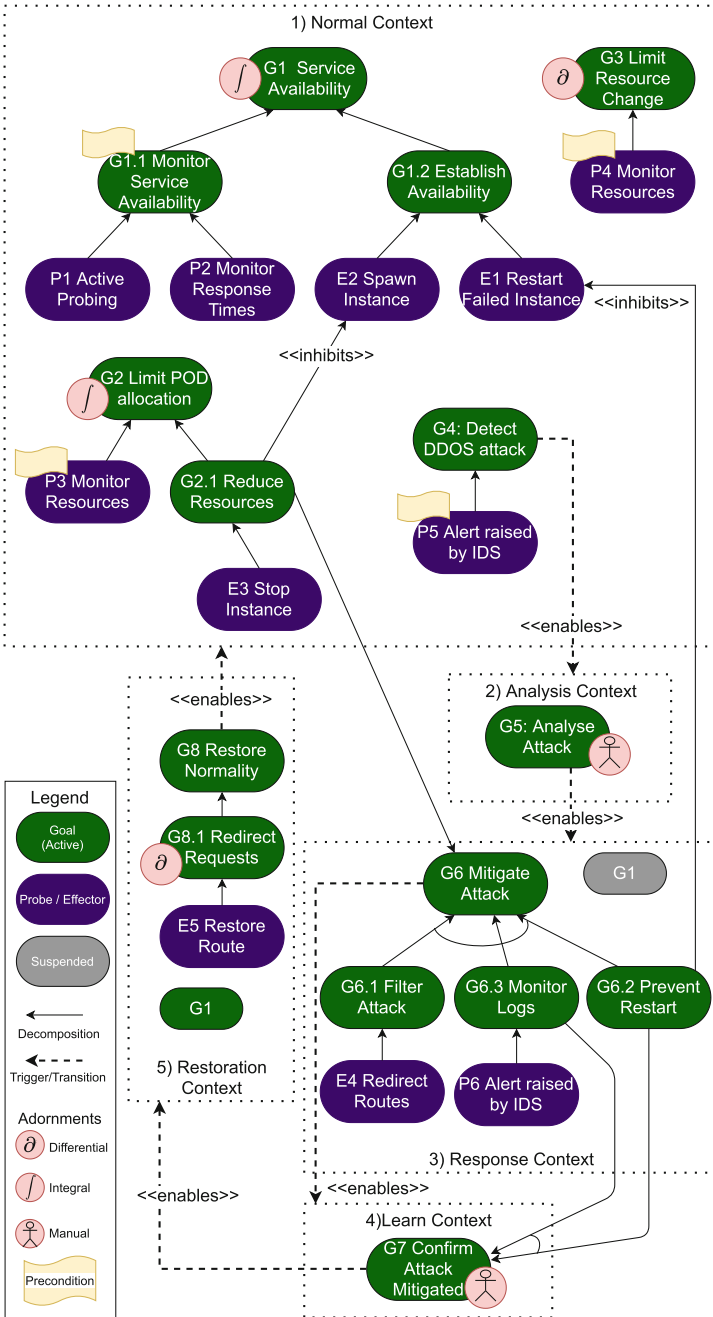 1) Normal Context
G1  Service
Availability
G3 Limit
Resource
Change
G1.1 Monitor
Service
Availability
G1.2 Establish
Availability
P4 Monitor
Resources
P1 Active
Probing
P2 Monitor
Response
Times
E2 Spawn
Instance
E1 Restart
Failed Instance
<<inhibits>>
<<inhibits>>
G2 Limit POD
allocation
G4: Detect
DDOS attack
P3 Monitor
Resources
G2.1 Reduce
Resources
P5 Alert raised
by IDS
E3 Stop
Instance
<<enables>>
<<enables>>
2) Analysis Context
G5: Analyse
Attack
<<enables>>
G8 Restore
Normality
G8.1 Redirect
Requests
∂
E5 Restore
Route
G1
5) Restoration
Context
<<enables>>
G6 Mitigate
Attack
G1
G6.1 Filter
Attack
G6.3 Monitor
Logs
G6.2 Prevent
Restart
E4 Redirect
Routes
P6 Alert raised
by IDS
3) Response Context
<<enables>>
4)Learn Context
G7 Confirm
Attack
Mitigated
Legend
Goal
(Active)
Probe / Effector
Suspended
Decomposition
Trigger/Transition
Adornments
∂ Differential
∫ Integral
Manual
Precondition
∫
∂
∫